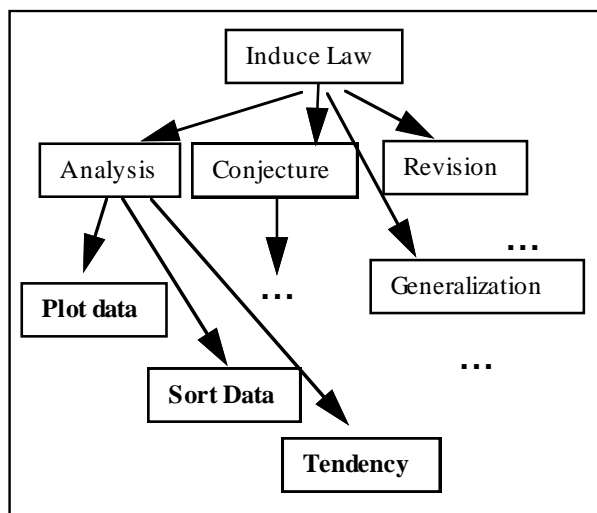 Induce Law
Analysis
Conjecture
Revision
...
Generalization
...
Plot data
...
Sort Data
Tendency